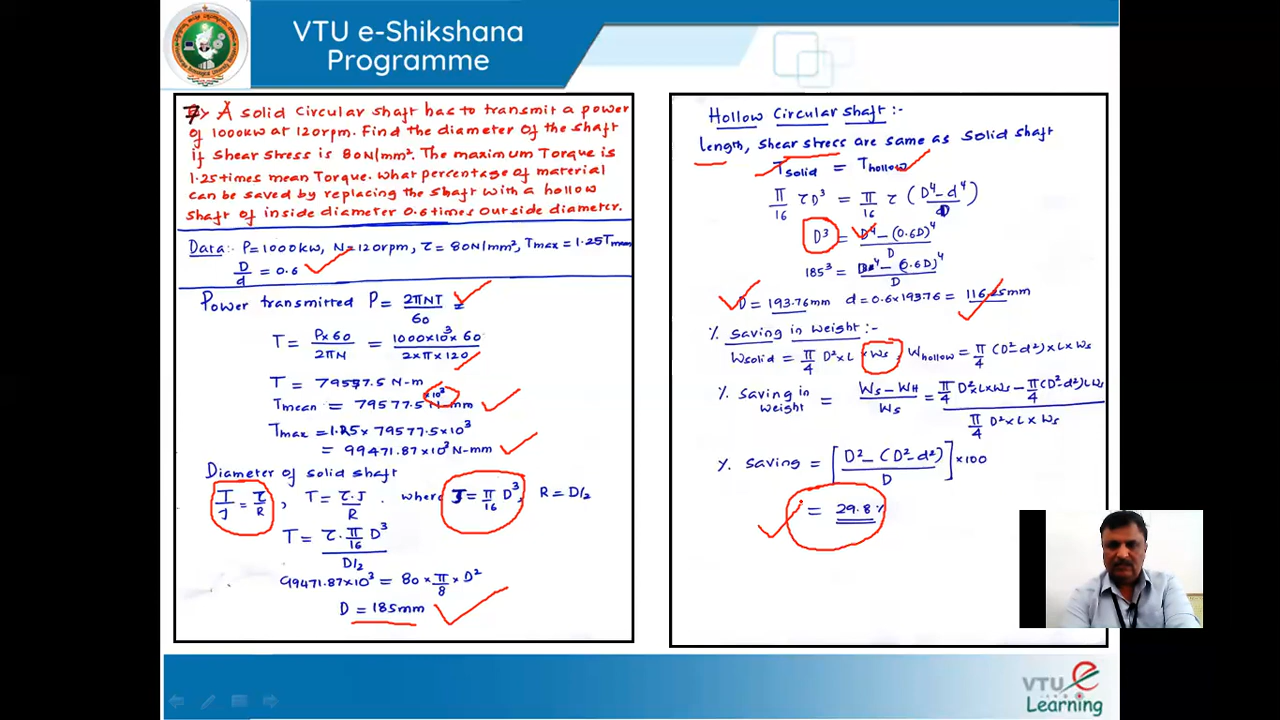 VTU e-Shikshana
Programme
7) A solid circular shaft has to transmit a power
of 1000kw at 120rpm. Find the diameter of the shaft
if shear stress is 80N/mm². The maximum Torque is
1.25times mean Torque. What percentage of material
can be saved by replacing the shaft with a hollow
shaft of inside diameter 0.6times outside diameter.
Data:- P=1000kw, N=120rpm, τ=80N/mm², Tmax=1.25Tmean
D/d = 0.6
Power transmitted P = 2πNT/60
T = P×60/2πN = 1000×10³×60/2×π×120
T = 79577.5 N-m
Tmean = 79577.5 ×10³ N-mm
Tmax = 1.25× 79577.5×10³
= 99471.87×10³ N-mm
Diameter of solid shaft
T/J = τ/R, T = τ.J/R. where J = π/16 D³, R = D/2
T = τ. π/16 D³ / D/2
99471.87×10³ = 80 × π/8 × D²
D = 185mm
Hollow Circular shaft :-
length, shear stress are same as solid shaft
Tsolid = Thollow
π/16 τD³ = π/16 τ (D⁴-d⁴/D)
D³ = D⁴-(0.6D)⁴/D
185³ = D⁴-(0.6D)⁴/D
D = 193.76mm d = 0.6×193.76 = 116.25mm
% Saving in weight :-
Wsolid = π/4 D²×L ×Ws, Whollow = π/4 (D²-d²)×L×Ws
% Saving in weight = Ws-WH/Ws = π/4 D²×L×Ws - π/4(D²-d²)LWs / π/4 D²×L×Ws
% Saving = [D²-(D²-d²)/D]×100
= 29.8%
VTU e
Learning